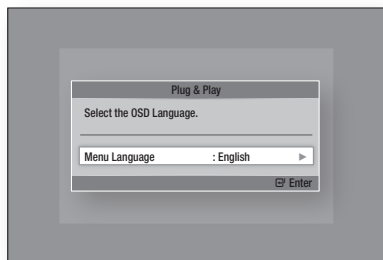 Plug & Play
Select the OSD Language.
Menu Language : English ►
Enter